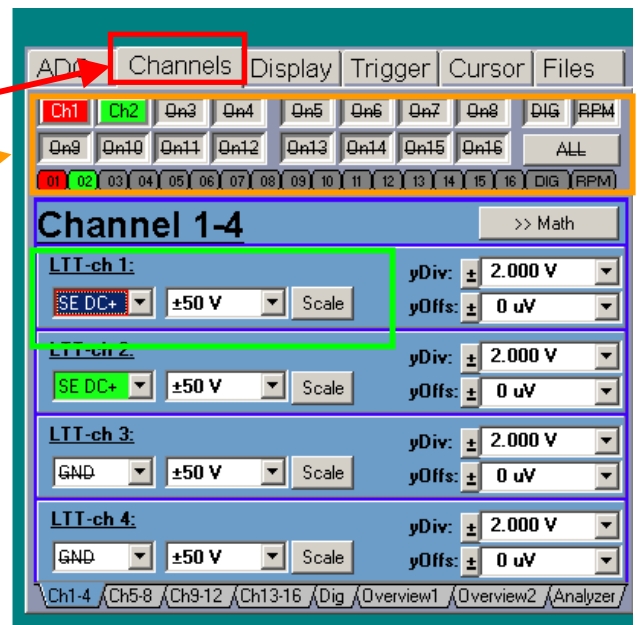 ADC Channels Display Trigger Cursor Files
Ch1 Ch2 On3 On4 On5 On6 On7 On8 DIG RPM
On9 On10 On11 On12 On13 On14 On15 On16 ALL
01 02 03 04 05 06 07 08 09 10 11 12 13 14 15 16 DIG RPM
Channel 1-4 >> Math
LTT-ch 1: yDiv: ± 2.000 V
SE DC+ ±50 V Scale yOffs: ± 0 uV
LTT-ch 2: yDiv: ± 2.000 V
SE DC+ ±50 V Scale yOffs: ± 0 uV
LTT-ch 3: yDiv: ± 2.000 V
GND ±50 V Scale yOffs: ± 0 uV
LTT-ch 4: yDiv: ± 2.000 V
GND ±50 V Scale yOffs: ± 0 uV
Ch1-4 Ch5-8 Ch9-12 Ch13-16 Dig Overview1 Overview2 Analyzer